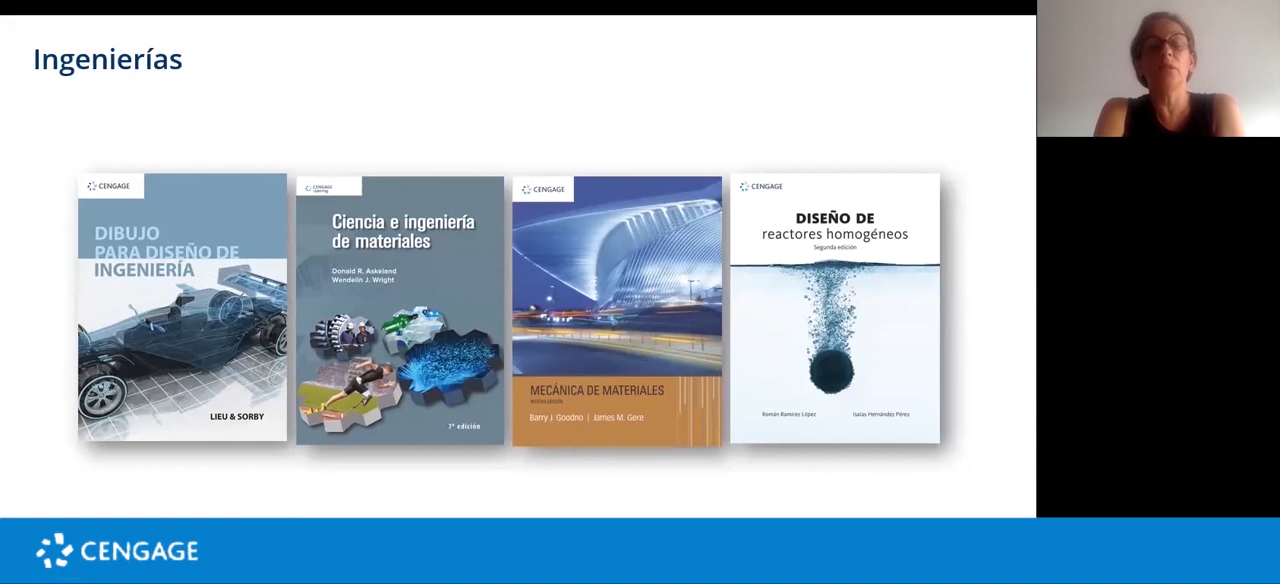 Ingenierías
CENGAGE
DIBUJO
PARA DISEÑO DE
INGENIERÍA
LIEU & SORBY
CENGAGE
Learning
Ciencia e ingeniería
de materiales
Donald R. Askeland
Wendelin J. Wright
7ª edición
CENGAGE
MECÁNICA DE MATERIALES
Barry J. Goodno | James M. Gere
CENGAGE
DISEÑO DE
reactores homogéneos
Segunda edición
Román Ramírez López
Isaías Hernández Pérez
CENGAGE